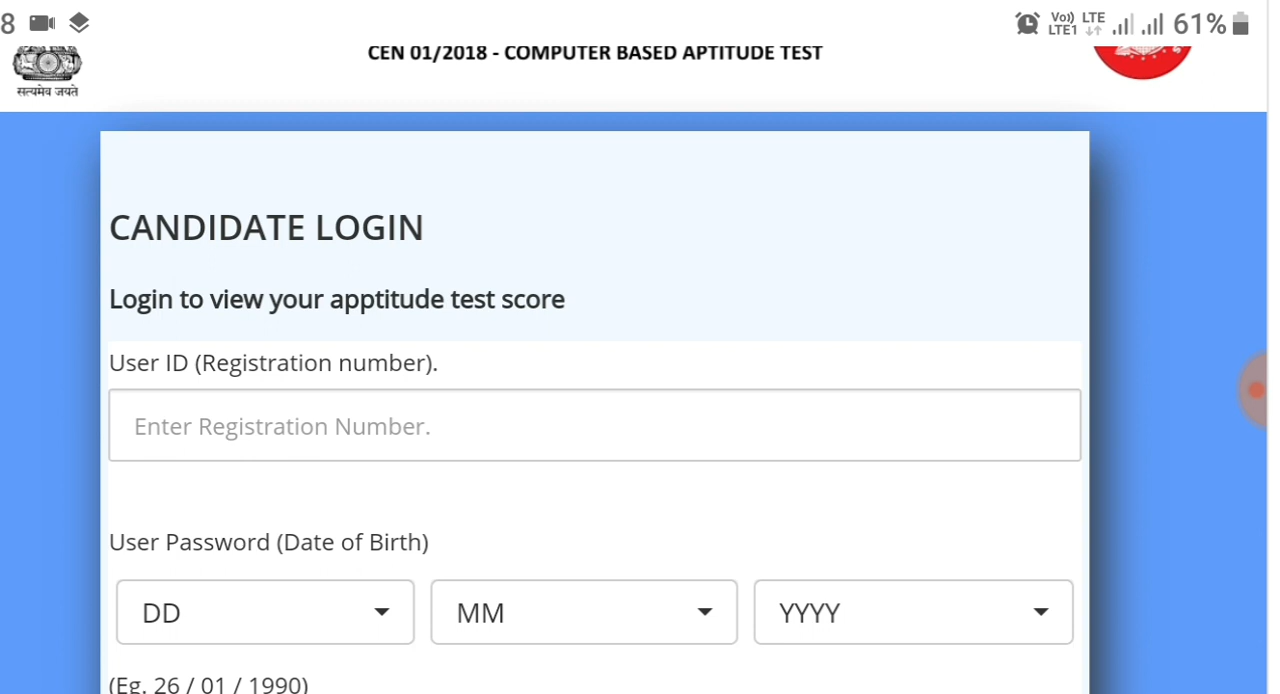 8 Vo)) LTE 61%
LTE1
CEN 01/2018 - COMPUTER BASED APTITUDE TEST
सत्यमेव जयते
CANDIDATE LOGIN
Login to view your apptitude test score
User ID (Registration number).
Enter Registration Number.
User Password (Date of Birth)
DD MM YYYY
(Eg. 26 / 01 / 1990)